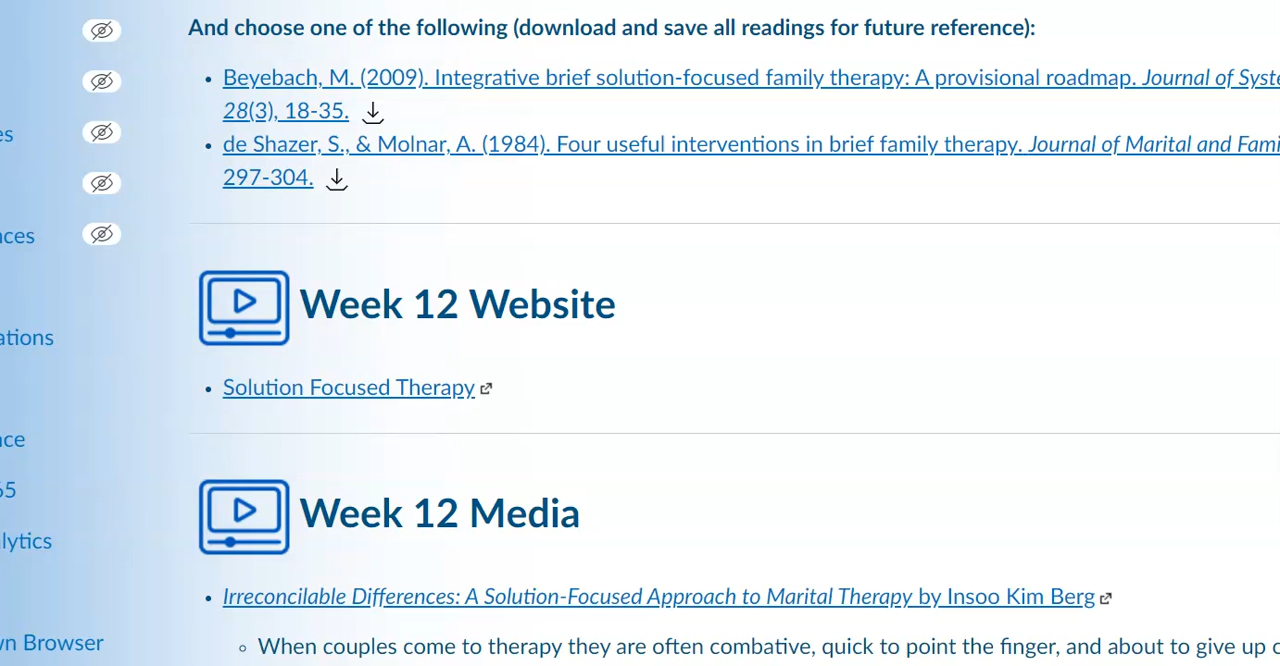 And choose one of the following (download and save all readings for future reference):
Beyebach, M. (2009). Integrative brief solution-focused family therapy: A provisional roadmap. Journal of Syste
28(3), 18-35.
es
de Shazer, S., & Molnar, A. (1984). Four useful interventions in brief family therapy. Journal of Marital and Fami
297-304.
nces
Week 12 Website
ations
Solution Focused Therapy
nce
65
Week 12 Media
lytics
Irreconcilable Differences: A Solution-Focused Approach to Marital Therapy by Insoo Kim Berg
wn Browser
When couples come to therapy they are often combative, quick to point the finger, and about to give up